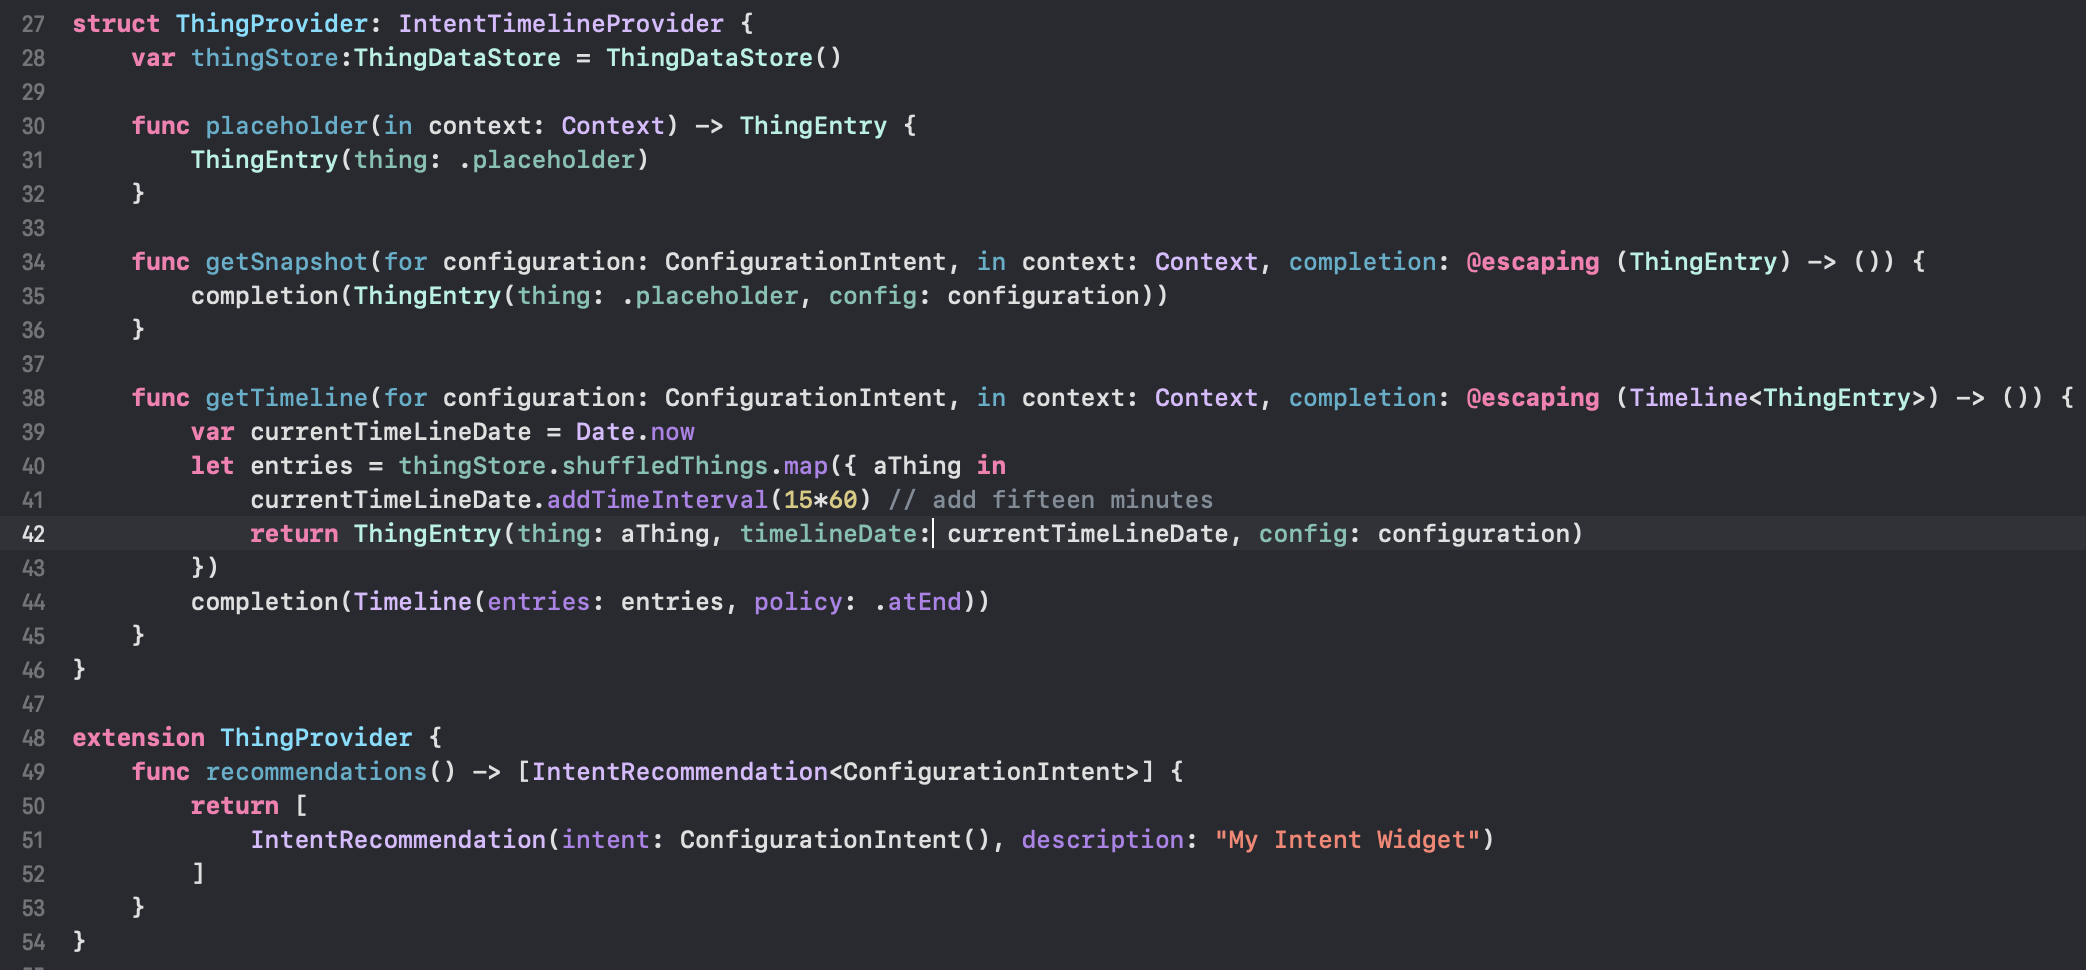 27 struct ThingProvider: IntentTimelineProvider {
28     var thingStore:ThingDataStore = ThingDataStore()
29
30     func placeholder(in context: Context) -> ThingEntry {
31         ThingEntry(thing: .placeholder)
32     }
33
34     func getSnapshot(for configuration: ConfigurationIntent, in context: Context, completion: @escaping (ThingEntry) -> ()) {
35         completion(ThingEntry(thing: .placeholder, config: configuration))
36     }
37
38     func getTimeline(for configuration: ConfigurationIntent, in context: Context, completion: @escaping (Timeline<ThingEntry>) -> ()) {
39         var currentTimeLineDate = Date.now
40         let entries = thingStore.shuffledThings.map({ aThing in
41             currentTimeLineDate.addTimeInterval(15*60) // add fifteen minutes
42             return ThingEntry(thing: aThing, timelineDate: currentTimeLineDate, config: configuration)
43         })
44         completion(Timeline(entries: entries, policy: .atEnd))
45     }
46 }
47
48 extension ThingProvider {
49     func recommendations() -> [IntentRecommendation<ConfigurationIntent>] {
50         return [
51             IntentRecommendation(intent: ConfigurationIntent(), description: "My Intent Widget")
52         ]
53     }
54 }